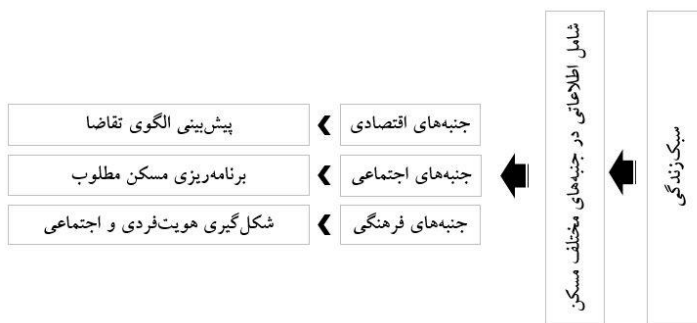 سبک‌زندگی
شامل اطلاعاتی در جنبه‌های مختلف مسکن
جنبه‌های اقتصادی
پیش‌بینی الگوی تقاضا
جنبه‌های اجتماعی
برنامه‌ریزی مسکن مطلوب
جنبه‌های فرهنگی
شکل‌گیری هویت‌فردی و اجتماعی